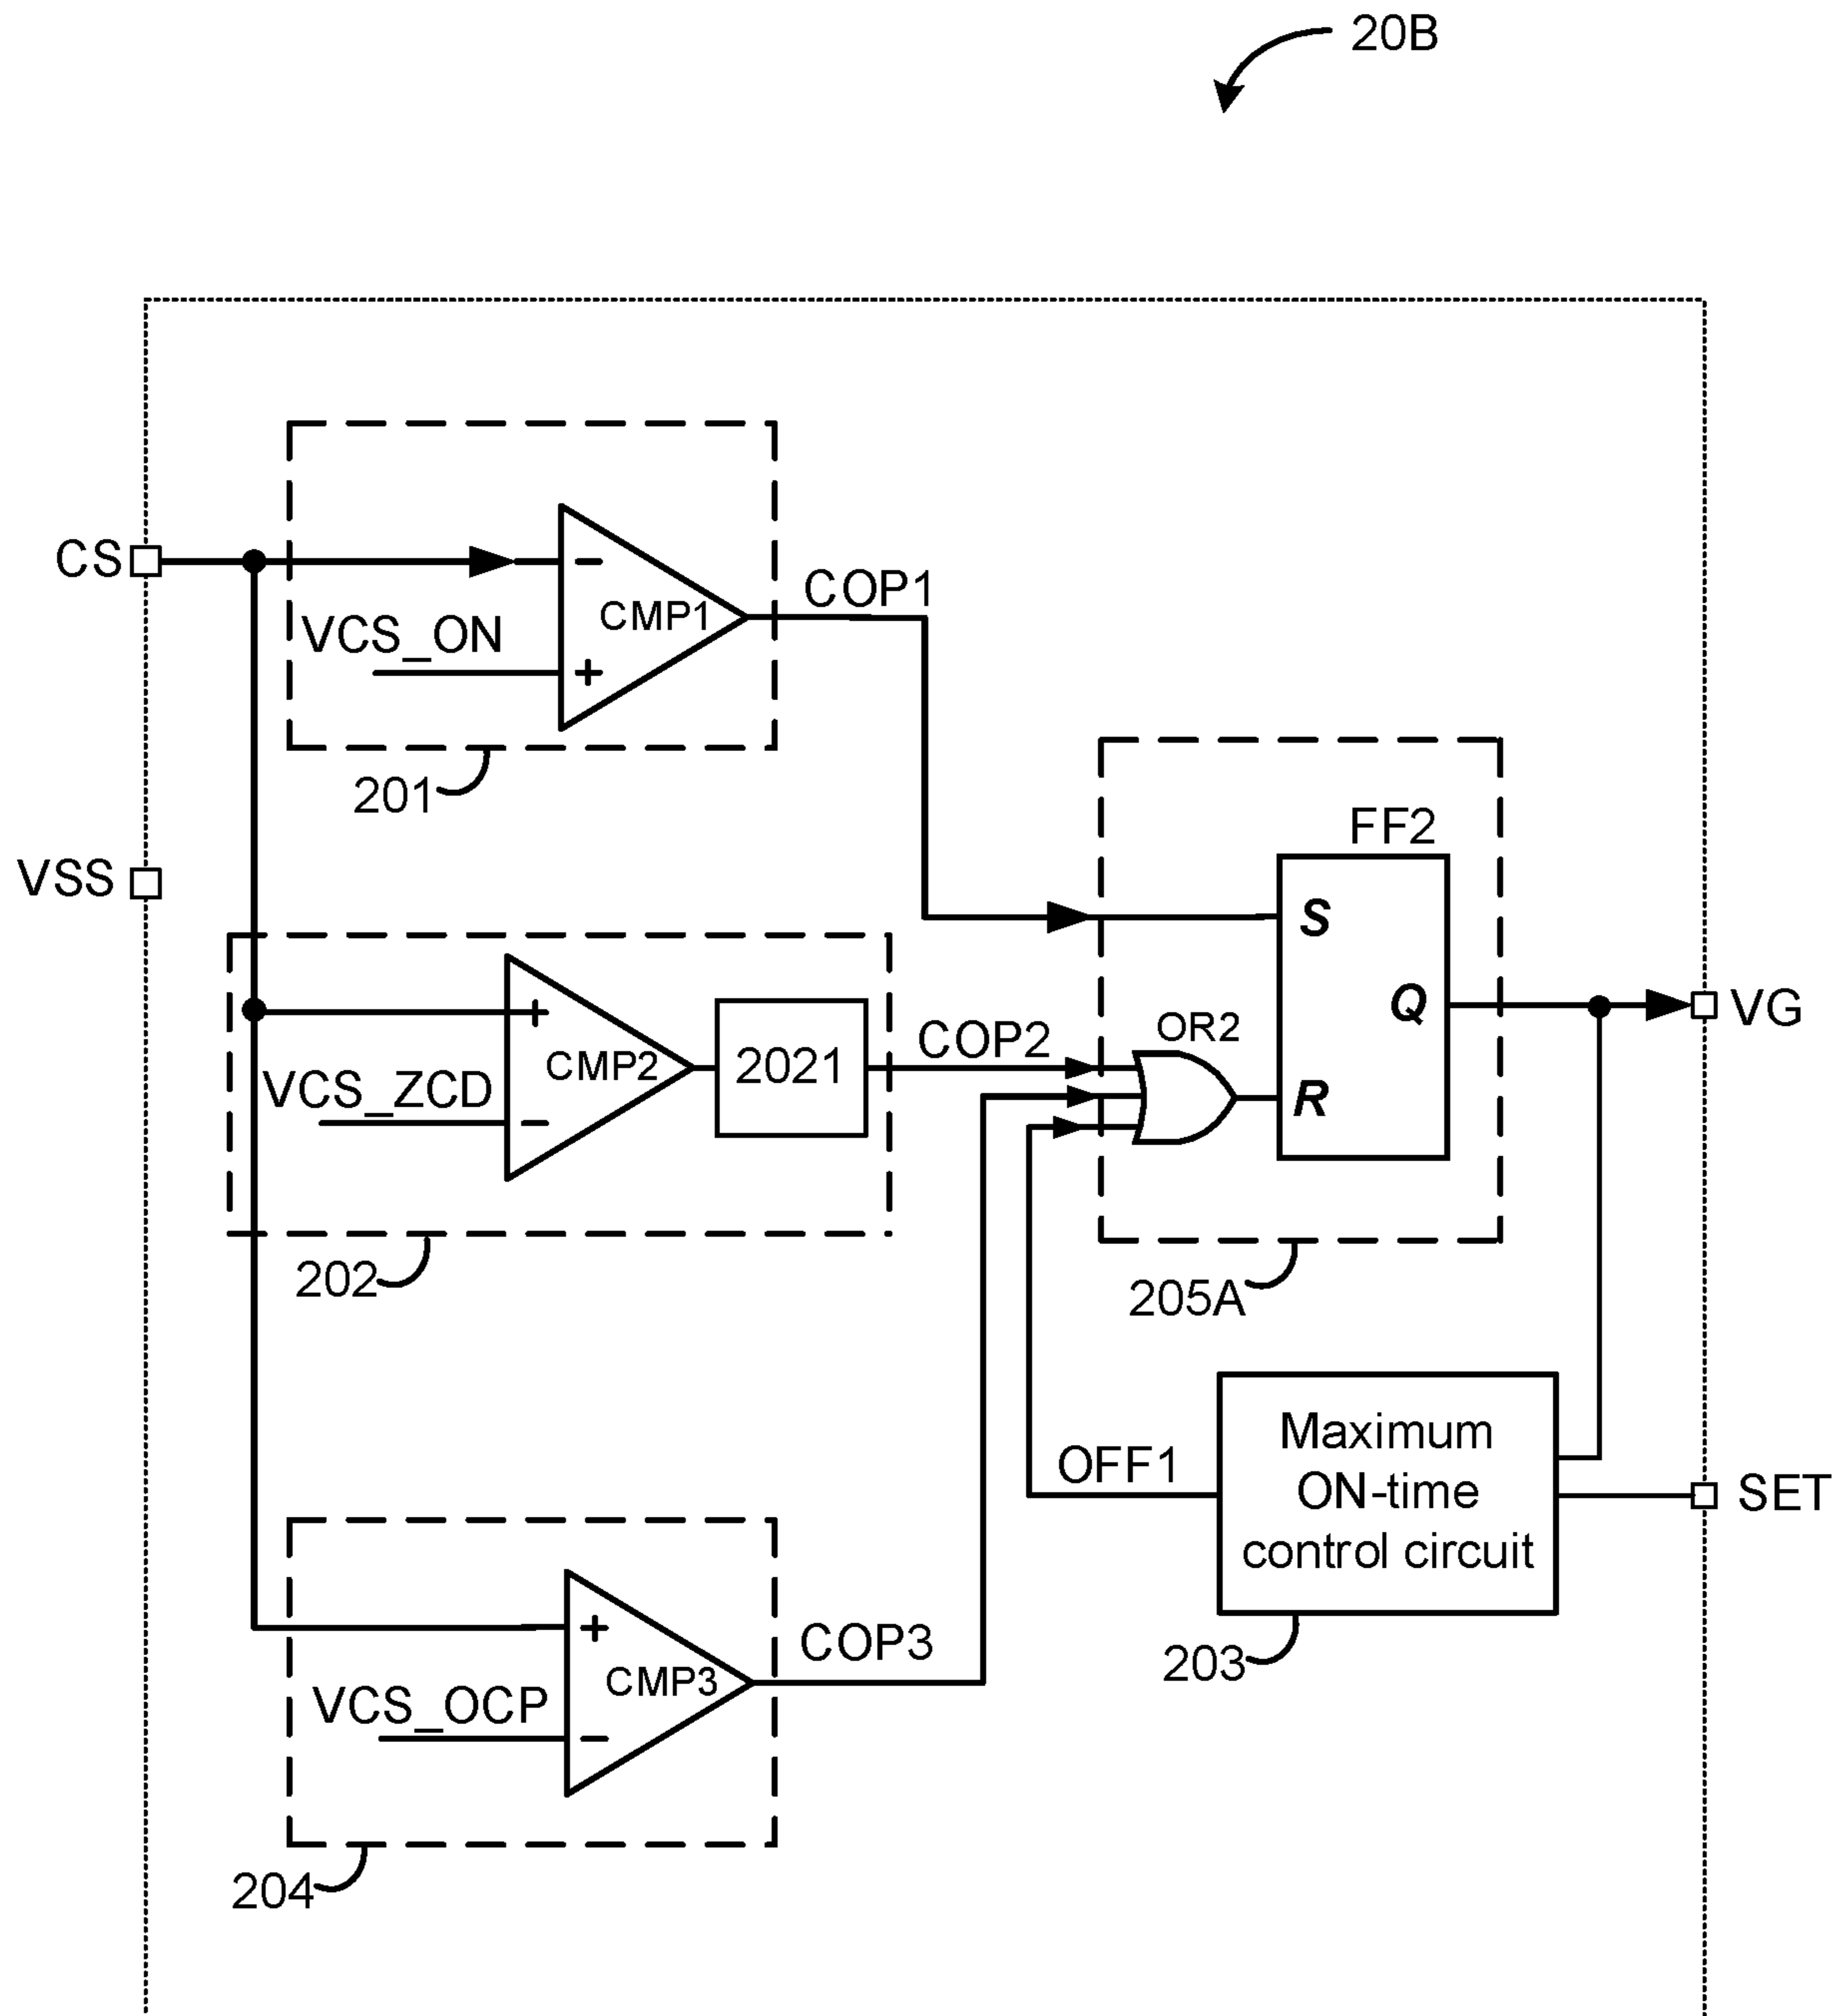 20B
CS
CMP1
COP1
VCS_ON
201
VSS
FF2
S
Q
VG
CMP2
2021
COP2
OR2
R
VCS_ZCD
202
205A
Maximum
ON-time
control circuit
OFF1
SET
203
CMP3
COP3
VCS_OCP
204